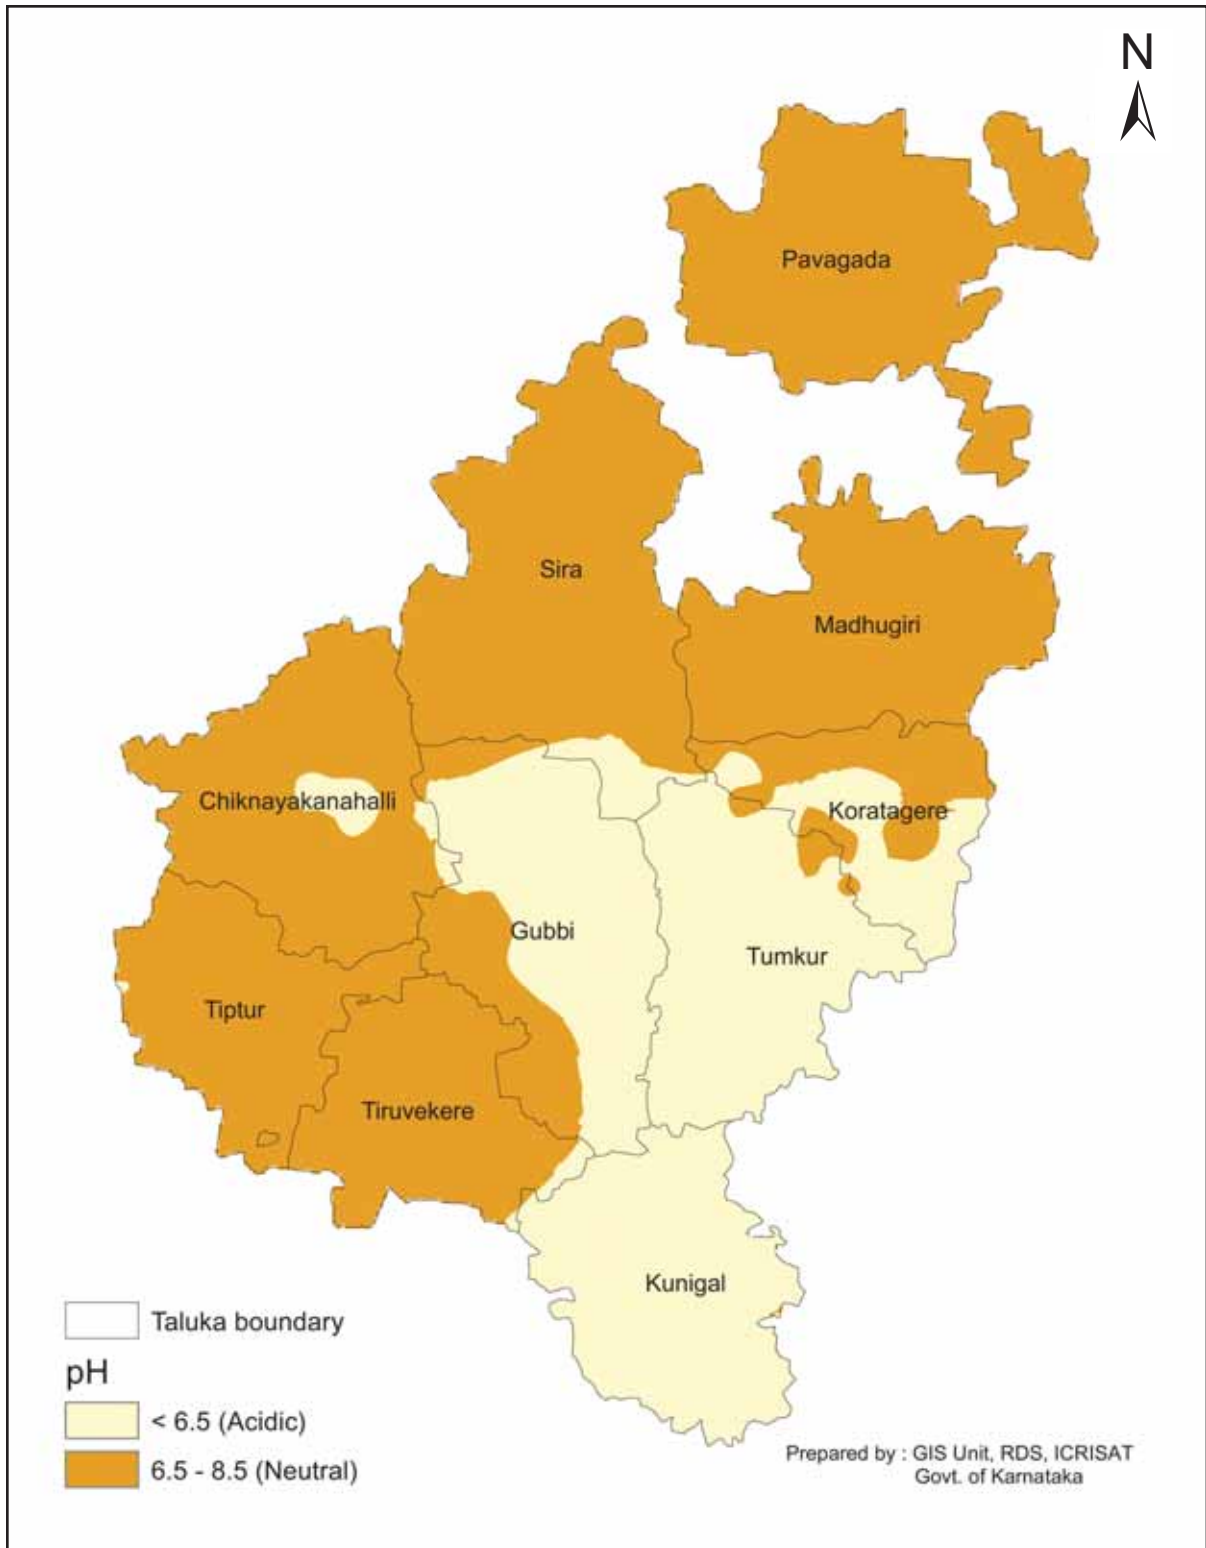 N
Pavagada
Sira
Madhugiri
Chiknayakanahalli
Koratagere
Gubbi
Tumkur
Tiptur
Tiruvekere
Kunigal
Taluka boundary
pH
< 6.5 (Acidic)
6.5 - 8.5 (Neutral)
Prepared by : GIS Unit, RDS, ICRISAT
Govt. of Karnataka